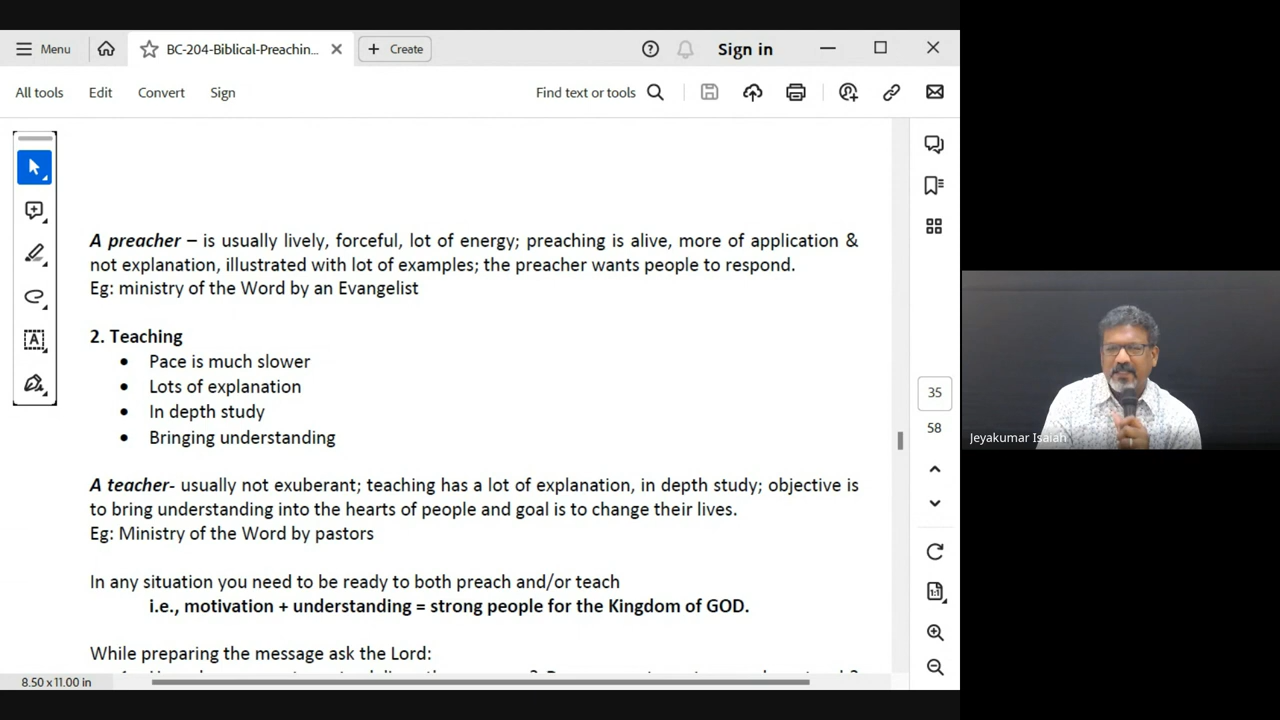 Menu
BC-204-Biblical-Preachin...
Create
Sign in
All tools
Edit
Convert
Sign
Find text or tools
A preacher – is usually lively, forceful, lot of energy; preaching is alive, more of application &
not explanation, illustrated with lot of examples; the preacher wants people to respond.
Eg: ministry of the Word by an Evangelist
2. Teaching
• Pace is much slower
• Lots of explanation
• In depth study
• Bringing understanding
A teacher- usually not exuberant; teaching has a lot of explanation, in depth study; objective is
to bring understanding into the hearts of people and goal is to change their lives.
Eg: Ministry of the Word by pastors
In any situation you need to be ready to both preach and/or teach
i.e., motivation + understanding = strong people for the Kingdom of GOD.
While preparing the message ask the Lord:
8.50 x 11.00 in
35
58
1:1
Jeyakumar Isaiah